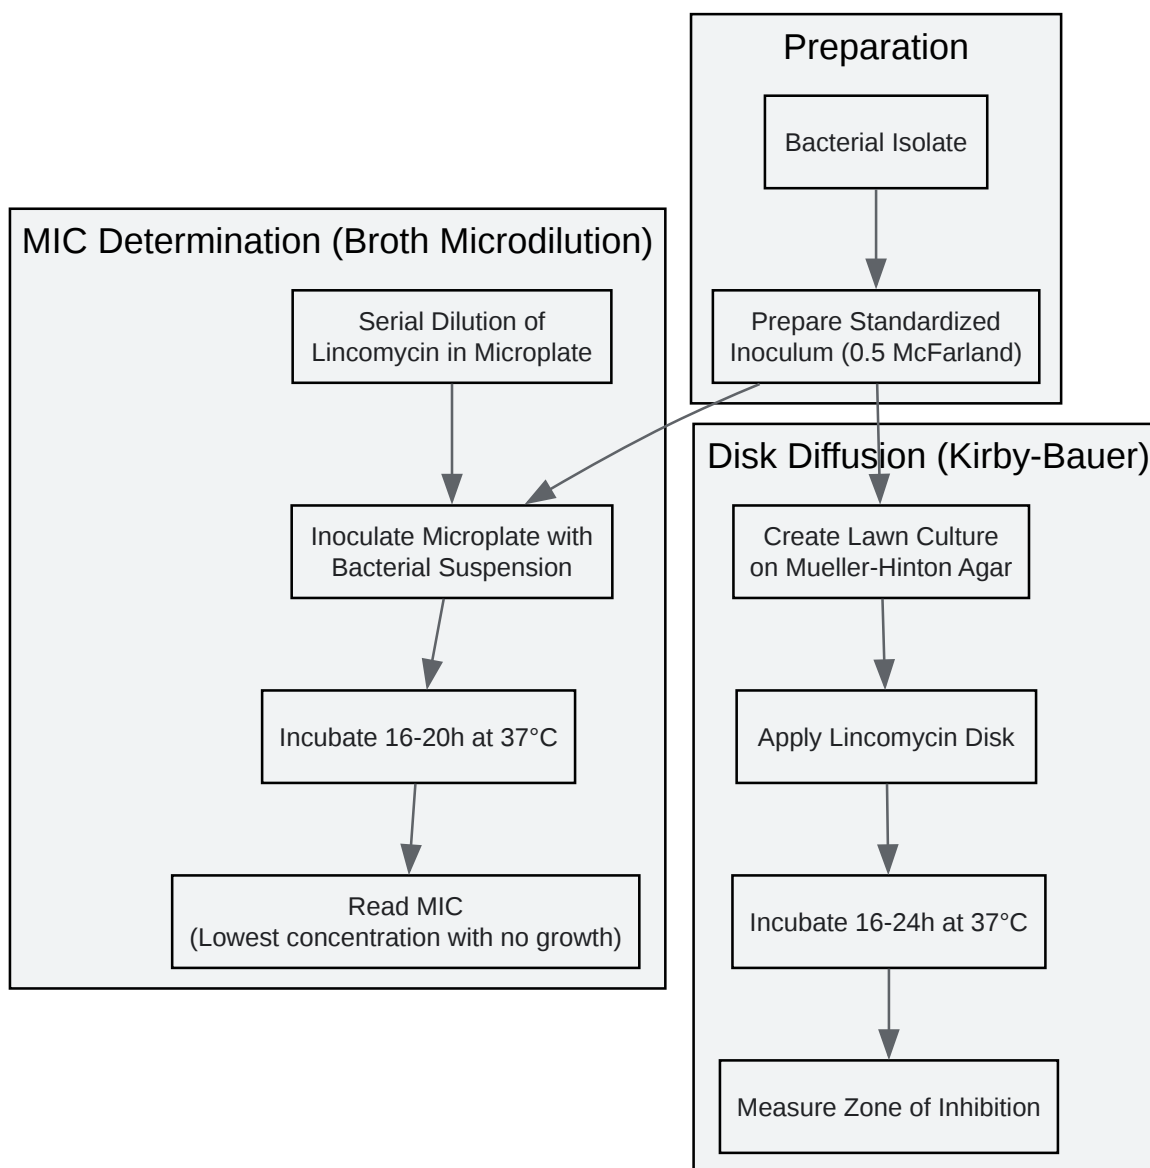 Preparation
Bacterial Isolate
Prepare Standardized
Inoculum (0.5 McFarland)
MIC Determination (Broth Microdilution)
Serial Dilution of
Lincomycin in Microplate
Inoculate Microplate with
Bacterial Suspension
Incubate 16-20h at 37°C
Read MIC
(Lowest concentration with no growth)
Disk Diffusion (Kirby-Bauer)
Create Lawn Culture
on Mueller-Hinton Agar
Apply Lincomycin Disk
Incubate 16-24h at 37°C
Measure Zone of Inhibition